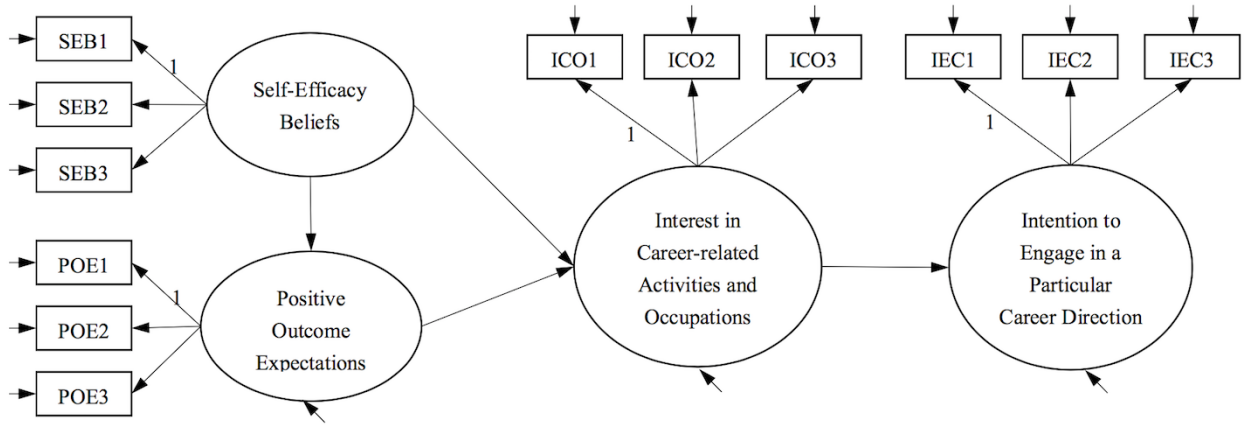 SEB1
1
SEB2
SEB3
Self-Efficacy
Beliefs
POE1
1
POE2
POE3
Positive
Outcome
Expectations
ICO1
ICO2
ICO3
1
Interest in
Career-related
Activities and
Occupations
IEC1
IEC2
IEC3
1
Intention to
Engage in a
Particular
Career Direction